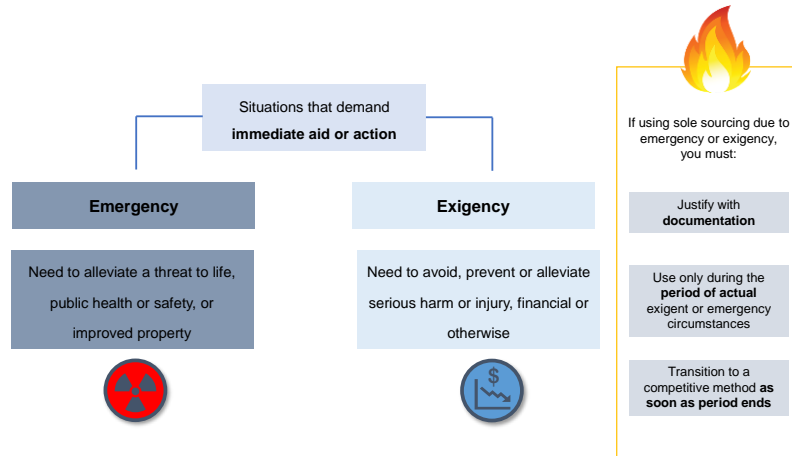 Situations that demand
immediate aid or action
Emergency
Need to alleviate a threat to life,
public health or safety, or
improved property
Exigency
Need to avoid, prevent or alleviate
serious harm or injury, financial or
otherwise
$
If using sole sourcing due to
emergency or exigency,
you must:
Justify with
documentation
Use only during the
period of actual
exigent or emergency
circumstances
Transition to a
competitive method as
soon as period ends